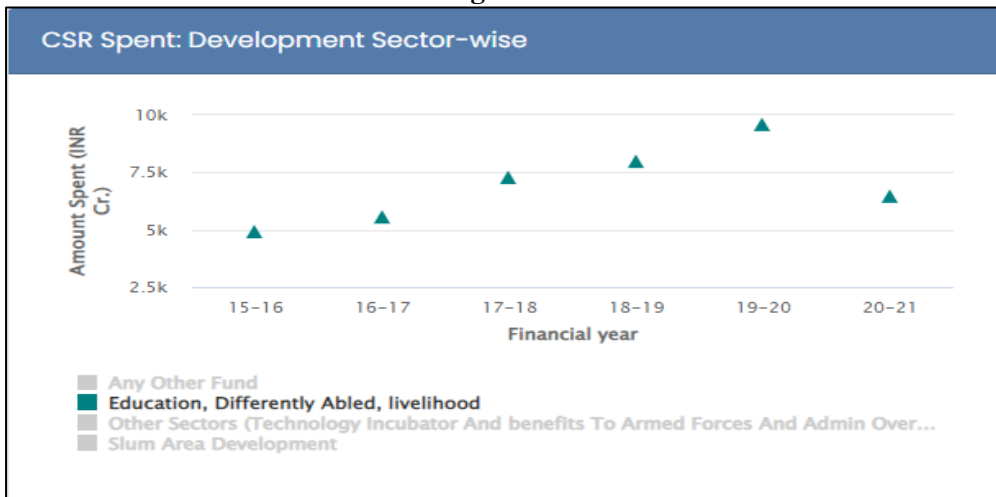 CSR Spent: Development Sector-wise
10k
7.5k
5k
2.5k
Amount Spent (INR
Cr.)
15-16 16-17 17-18 18-19 19-20 20-21
Financial year
Any Other Fund
Education, Differently Abled, livelihood
Other Sectors (Technology Incubator And benefits To Armed Forces And Admin Over...
Slum Area Development